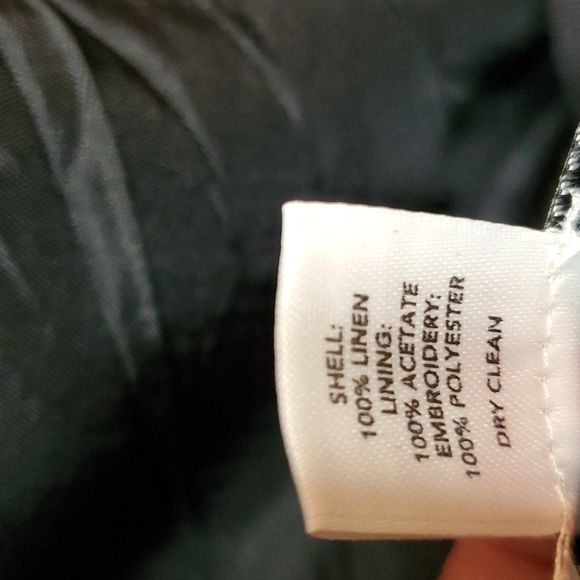 SHELL:
100% LINEN
LINING:
100% ACETATE
EMBROIDERY:
100% POLYESTER
DRY CLEAN